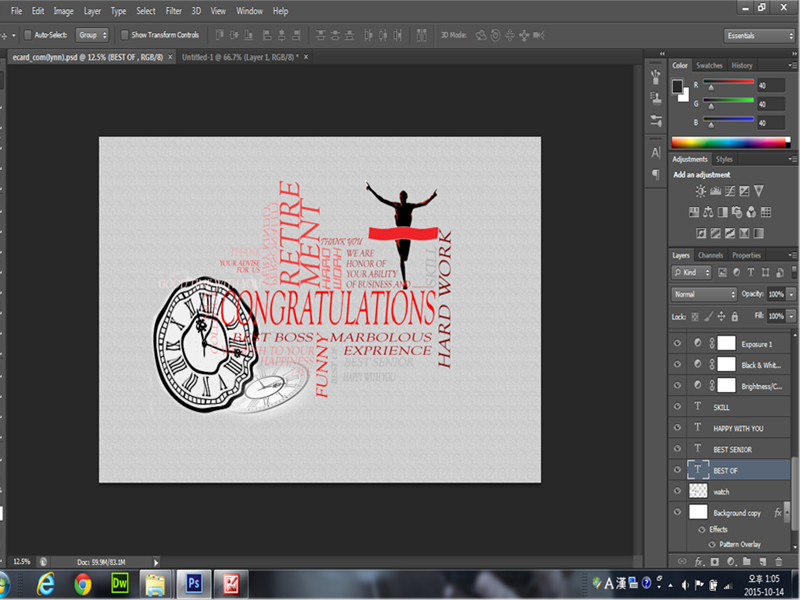 File Edit Image Layer Type Select Filter 3D View Window Help
Auto-Select: Group Show Transform Controls 3D Mode: Essentials
ecard_com(lynn).psd @ 12.5% (BEST OF , RGB/8) × Untitled-1 @ 66.7% (Layer 1, RGB/8) * ×
Color Swatches History
R 40
G 40
B 40
Adjustments Styles
Add an adjustment
Layers Channels Properties
Kind
Normal Opacity: 100%
Lock: Fill: 100%
Exposure 1
Black & Whit...
Brightness/C...
T SKILL
T HAPPY WITH YOU
T BEST SENIOR
T BEST OF
watch
Background copy fx
Effects
Pattern Overlay
RETIRE
MENT
THANK YOU
HARD
WORK
YOUR ADVISE
FOR US
WE ARE
HONOR OF
YOUR ABILITY
OF BUSINESS AND
SKILL
HARD WORK
CONGRATULATIONS
BEST BOSS
MARBOLOUS
EXPRIENCE
TO YOUR
HAPPINESS
FUNNY
BEST OF
BEST SENIOR
HAPPY WITH YOU
12.5% Doc: 59.9M/83.1M
Dw Ps
A 漢
오후 1:05
2015-10-14